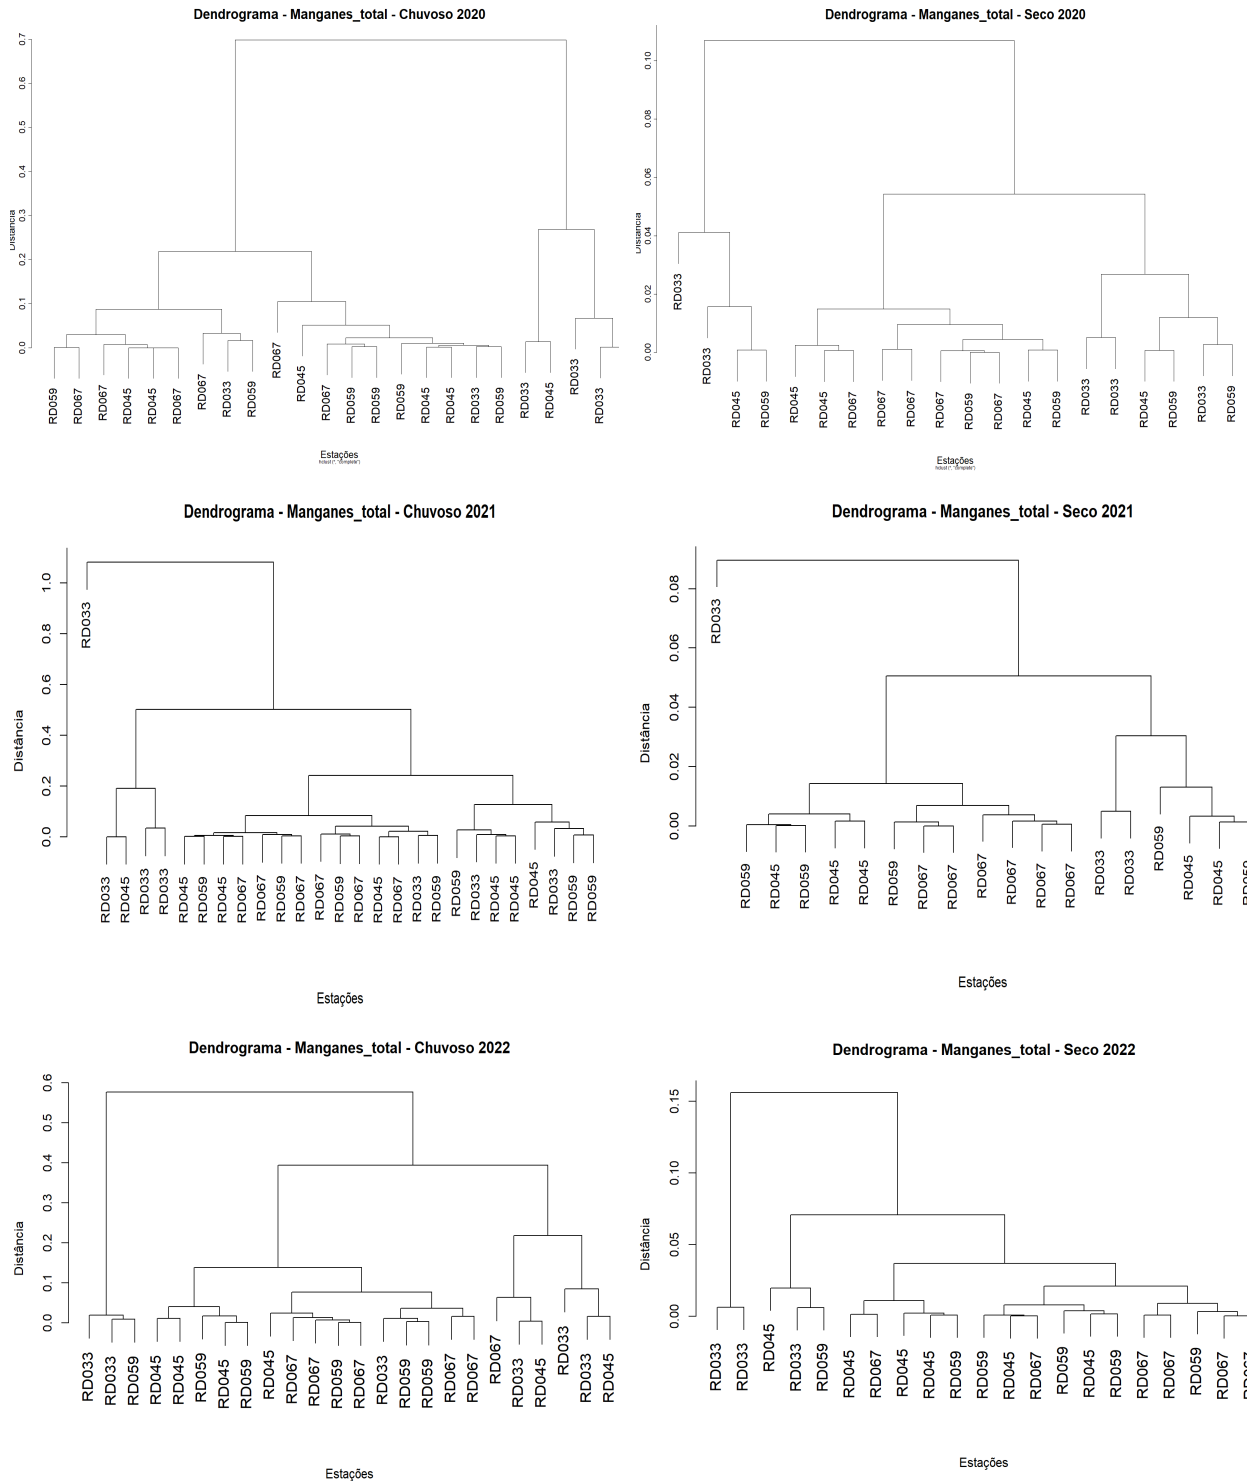 Dendrograma - Manganes_total - Chuvoso 2020
0.7
0.6
0.5
0.4
0.3
0.2
0.1
0.0
Distância
RD059 RD067 RD067 RD045 RD045 RD067 RD067 RD033 RD059 RD067 RD045 RD067 RD059 RD059 RD059 RD045 RD045 RD033 RD059 RD033 RD045 RD033 RD033
Estações
hclust (*, "complete")
Dendrograma - Manganes_total - Seco 2020
0.10
0.08
0.06
0.04
0.02
0.00
Distância
RD033 RD033 RD045 RD059 RD045 RD045 RD067 RD067 RD067 RD067 RD059 RD067 RD045 RD059 RD033 RD033 RD045 RD059 RD033 RD059
Estações
hclust (*, "complete")
Dendrograma - Manganes_total - Chuvoso 2021
1.0
0.8
0.6
0.4
0.2
0.0
Distância
RD033 RD033 RD045 RD033 RD033 RD045 RD059 RD045 RD067 RD067 RD059 RD067 RD067 RD059 RD067 RD045 RD067 RD033 RD059 RD059 RD033 RD045 RD045 RD045 RD033 RD059 RD059
Estações
Dendrograma - Manganes_total - Seco 2021
0.08
0.06
0.04
0.02
0.00
Distância
RD033 RD059 RD045 RD059 RD045 RD045 RD059 RD067 RD067 RD067 RD067 RD067 RD067 RD033 RD033 RD059 RD045 RD045 RD059
Estações
Dendrograma - Manganes_total - Chuvoso 2022
0.6
0.5
0.4
0.3
0.2
0.1
0.0
Distância
RD033 RD033 RD059 RD045 RD045 RD059 RD045 RD059 RD045 RD067 RD067 RD059 RD067 RD033 RD059 RD059 RD067 RD067 RD067 RD033 RD045 RD033 RD033 RD045
Estações
Dendrograma - Manganes_total - Seco 2022
0.15
0.10
0.05
0.00
Distância
RD033 RD033 RD045 RD033 RD059 RD045 RD067 RD045 RD045 RD059 RD059 RD045 RD067 RD033 RD045 RD059 RD067 RD067 RD059 RD067 RD067
Estações